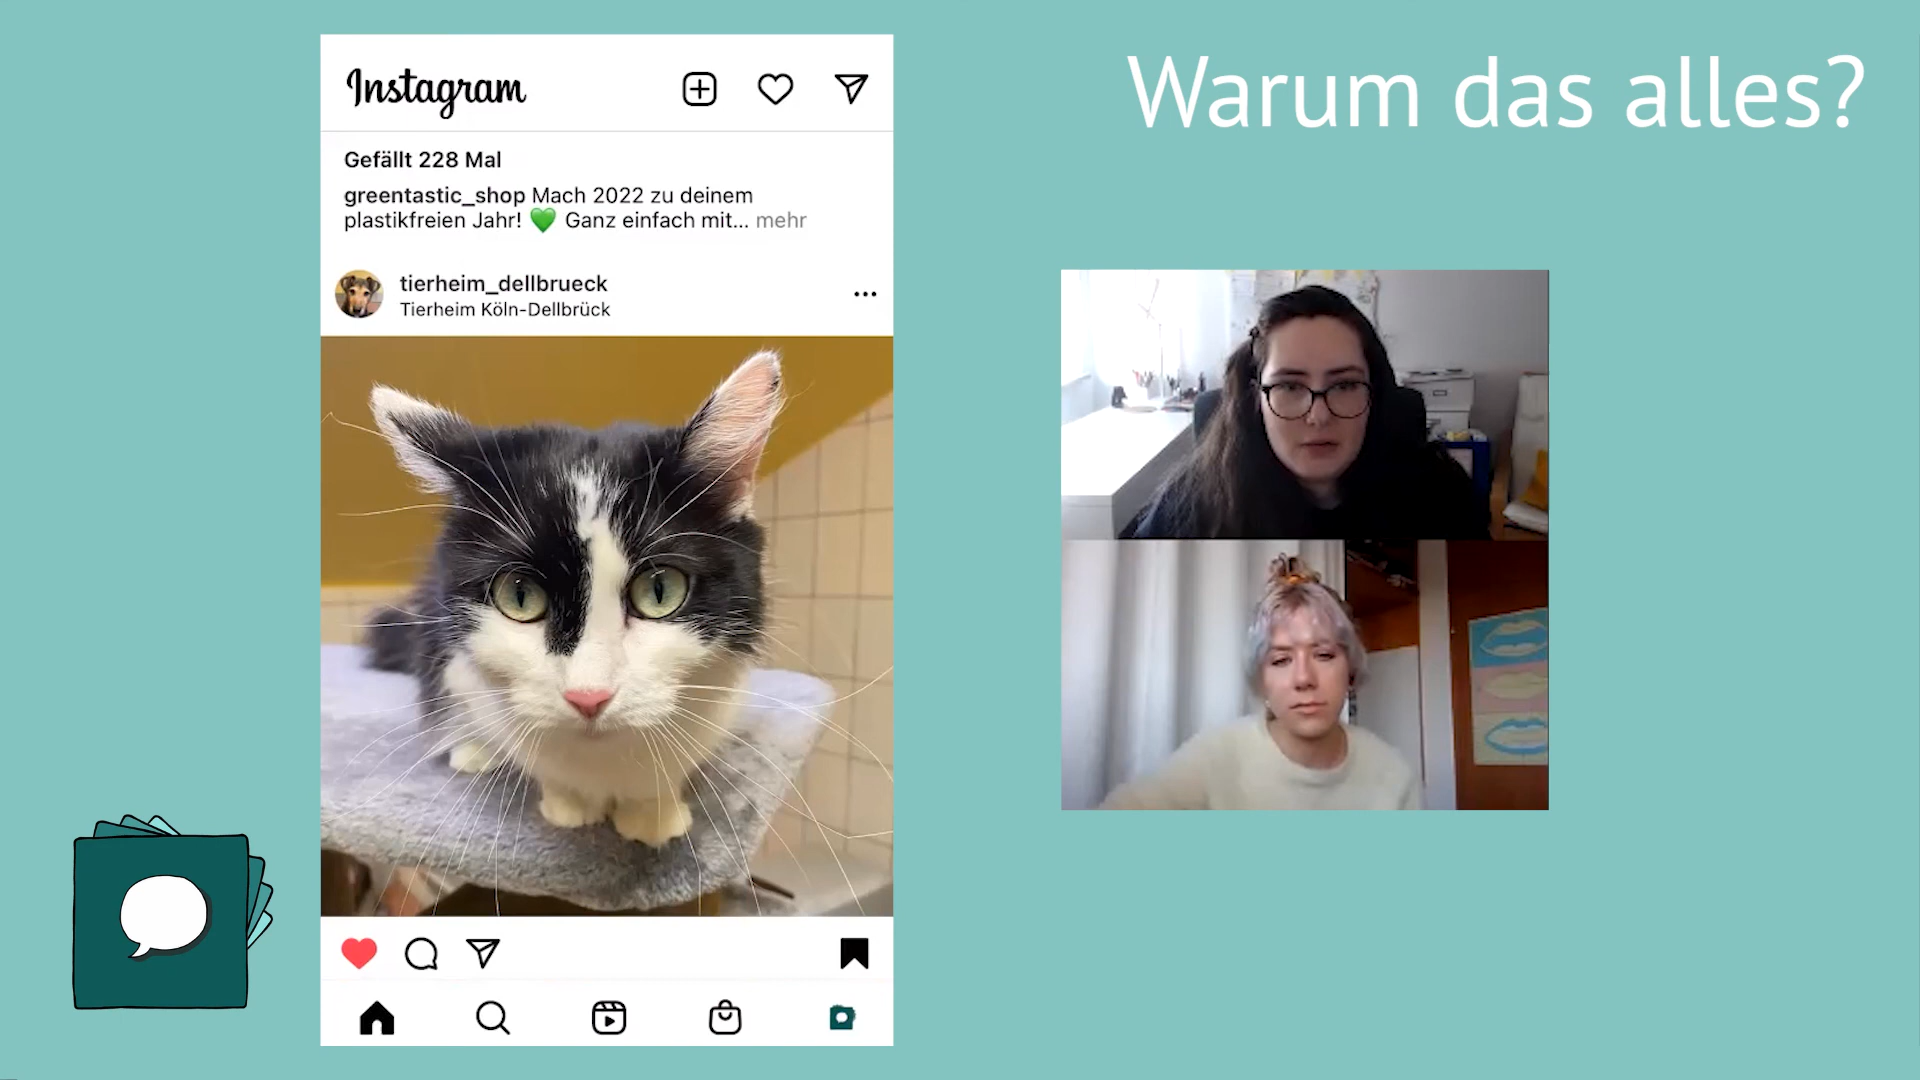 Instagram
Gefällt 228 Mal
greentastic_shop Mach 2022 zu deinem
plastikfreien Jahr! 💚 Ganz einfach mit... mehr
tierheim_dellbrueck
Tierheim Köln-Dellbrück
Warum das alles?